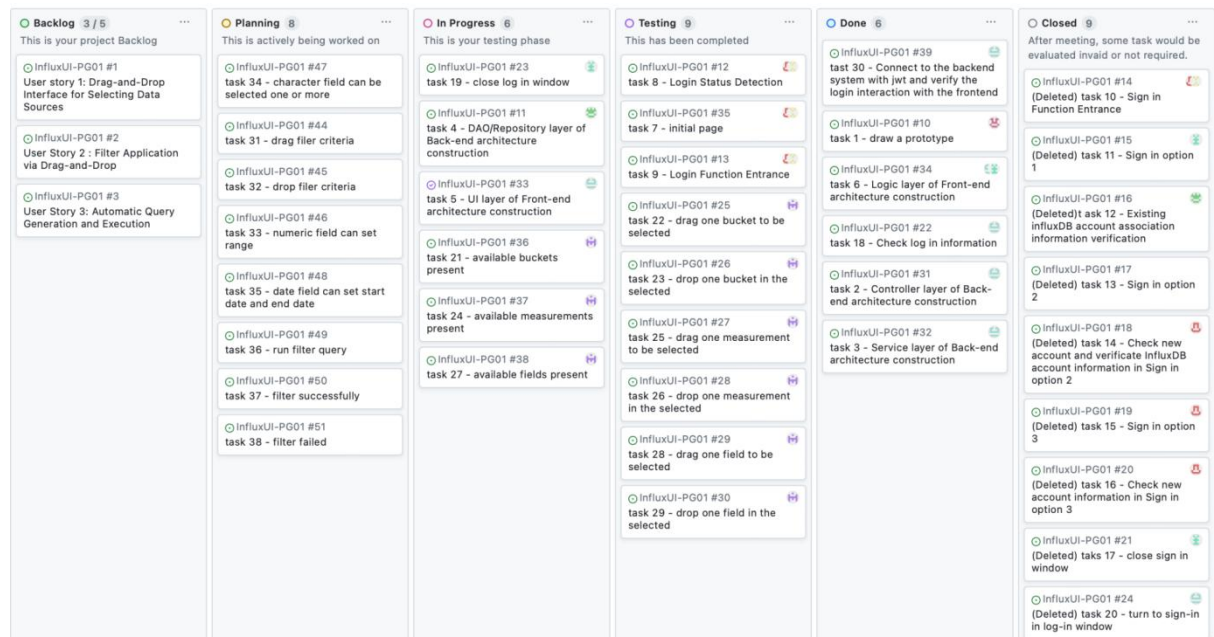 Backlog 3 / 5
This is your project Backlog
InfluxUI-PG01 #1
User story 1: Drag-and-Drop
Interface for Selecting Data
Sources
InfluxUI-PG01 #2
User Story 2 : Filter Application
via Drag-and-Drop
InfluxUI-PG01 #3
User Story 3: Automatic Query
Generation and Execution
Planning 8
This is actively being worked on
InfluxUI-PG01 #47
task 34 - character field can be
selected one or more
InfluxUI-PG01 #44
task 31 - drag filer criteria
InfluxUI-PG01 #45
task 32 - drop filer criteria
InfluxUI-PG01 #46
task 33 - numeric field can set
range
InfluxUI-PG01 #48
task 35 - date field can set start
date and end date
InfluxUI-PG01 #49
task 36 - run filter query
InfluxUI-PG01 #50
task 37 - filter successfully
InfluxUI-PG01 #51
task 38 - filter failed
In Progress 6
This is your testing phase
InfluxUI-PG01 #23
task 19 - close log in window
InfluxUI-PG01 #11
task 4 - DAO/Repository layer of
Back-end architecture
construction
InfluxUI-PG01 #33
task 5 - UI layer of Front-end
architecture construction
InfluxUI-PG01 #36
task 21 - available buckets
present
InfluxUI-PG01 #37
task 24 - available measurements
present
InfluxUI-PG01 #38
task 27 - available fields present
Testing 9
This has been completed
InfluxUI-PG01 #12
task 8 - Login Status Detection
InfluxUI-PG01 #35
task 7 - initial page
InfluxUI-PG01 #13
task 9 - Login Function Entrance
InfluxUI-PG01 #25
task 22 - drag one bucket to be
selected
InfluxUI-PG01 #26
task 23 - drop one bucket in the
selected
InfluxUI-PG01 #27
task 25 - drag one measurement
to be selected
InfluxUI-PG01 #28
task 26 - drop one measurement
in the selected
InfluxUI-PG01 #29
task 28 - drag one field to be
selected
InfluxUI-PG01 #30
task 29 - drop one field in the
selected
Done 6
InfluxUI-PG01 #39
tast 30 - Connect to the backend
system with jwt and verify the
login interaction with the frontend
InfluxUI-PG01 #10
task 1 - draw a prototype
InfluxUI-PG01 #34
task 6 - Logic layer of Front-end
architecture construction
InfluxUI-PG01 #22
task 18 - Check log in information
InfluxUI-PG01 #31
task 2 - Controller layer of Back-
end architecture construction
InfluxUI-PG01 #32
task 3 - Service layer of Back-end
architecture construction
Closed 9
After meeting, some task would be
evaluated invaid or not required.
InfluxUI-PG01 #14
(Deleted) task 10 - Sign in
Function Entrance
InfluxUI-PG01 #15
(Deleted) task 11 - Sign in option
1
InfluxUI-PG01 #16
(Deleted)t ask 12 - Existing
influxDB account association
information verification
InfluxUI-PG01 #17
(Deleted) task 13 - Sign in option
2
InfluxUI-PG01 #18
(Deleted) task 14 - Check new
account and verificate InfluxDB
account information in Sign in
option 2
InfluxUI-PG01 #19
(Deleted) task 15 - Sign in option
3
InfluxUI-PG01 #20
(Deleted) task 16 - Check new
account information in Sign in
option 3
InfluxUI-PG01 #21
(Deleted) taks 17 - close sign in
window
InfluxUI-PG01 #24
(Deleted) task 20 - turn to sign-in
in log-in window